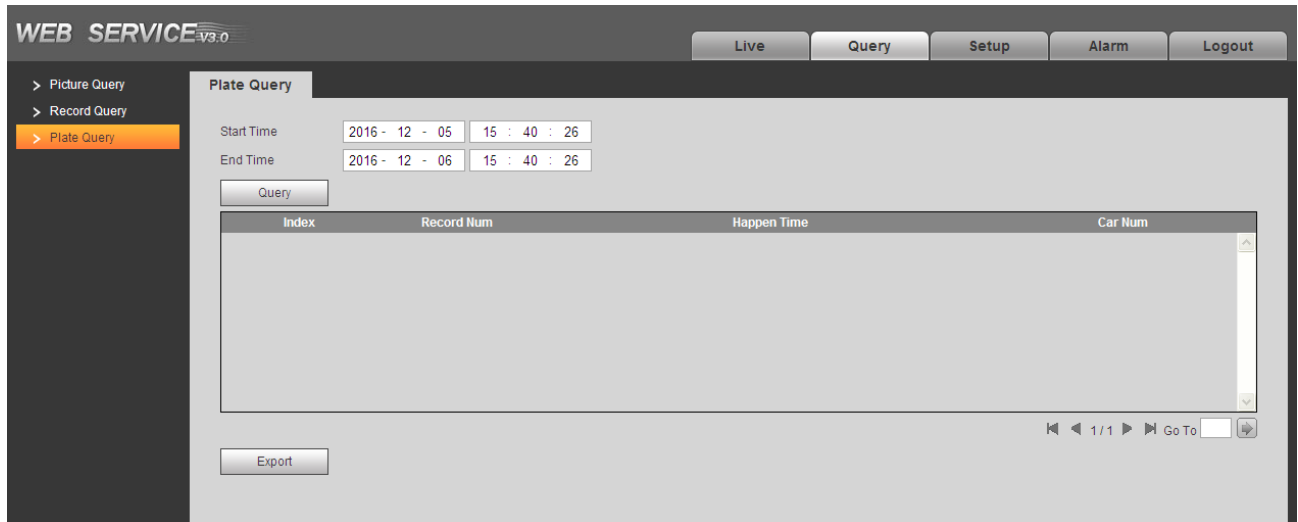 WEB SERVICE V3.0
Live Query Setup Alarm Logout
> Picture Query
> Record Query
> Plate Query
Plate Query
Start Time 2016 - 12 - 05 15 : 40 : 26
End Time 2016 - 12 - 06 15 : 40 : 26
Query
Index Record Num Happen Time Car Num
1 / 1 Go To
Export